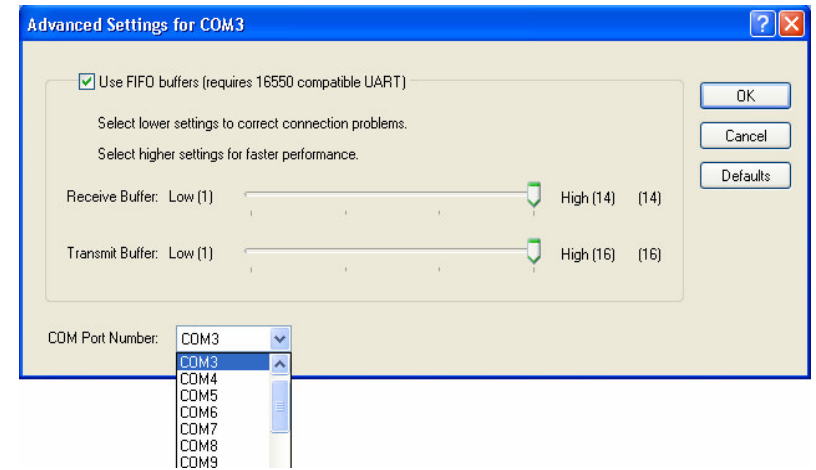 Advanced Settings for COM3
Use FIFO buffers (requires 16550 compatible UART)
OK
Select lower settings to correct connection problems.
Cancel
Select higher settings for faster performance.
Defaults
Receive Buffer: Low (1) High (14) (14)
Transmit Buffer: Low (1) High (16) (16)
COM Port Number: COM3
COM3
COM4
COM5
COM6
COM7
COM8
COM9